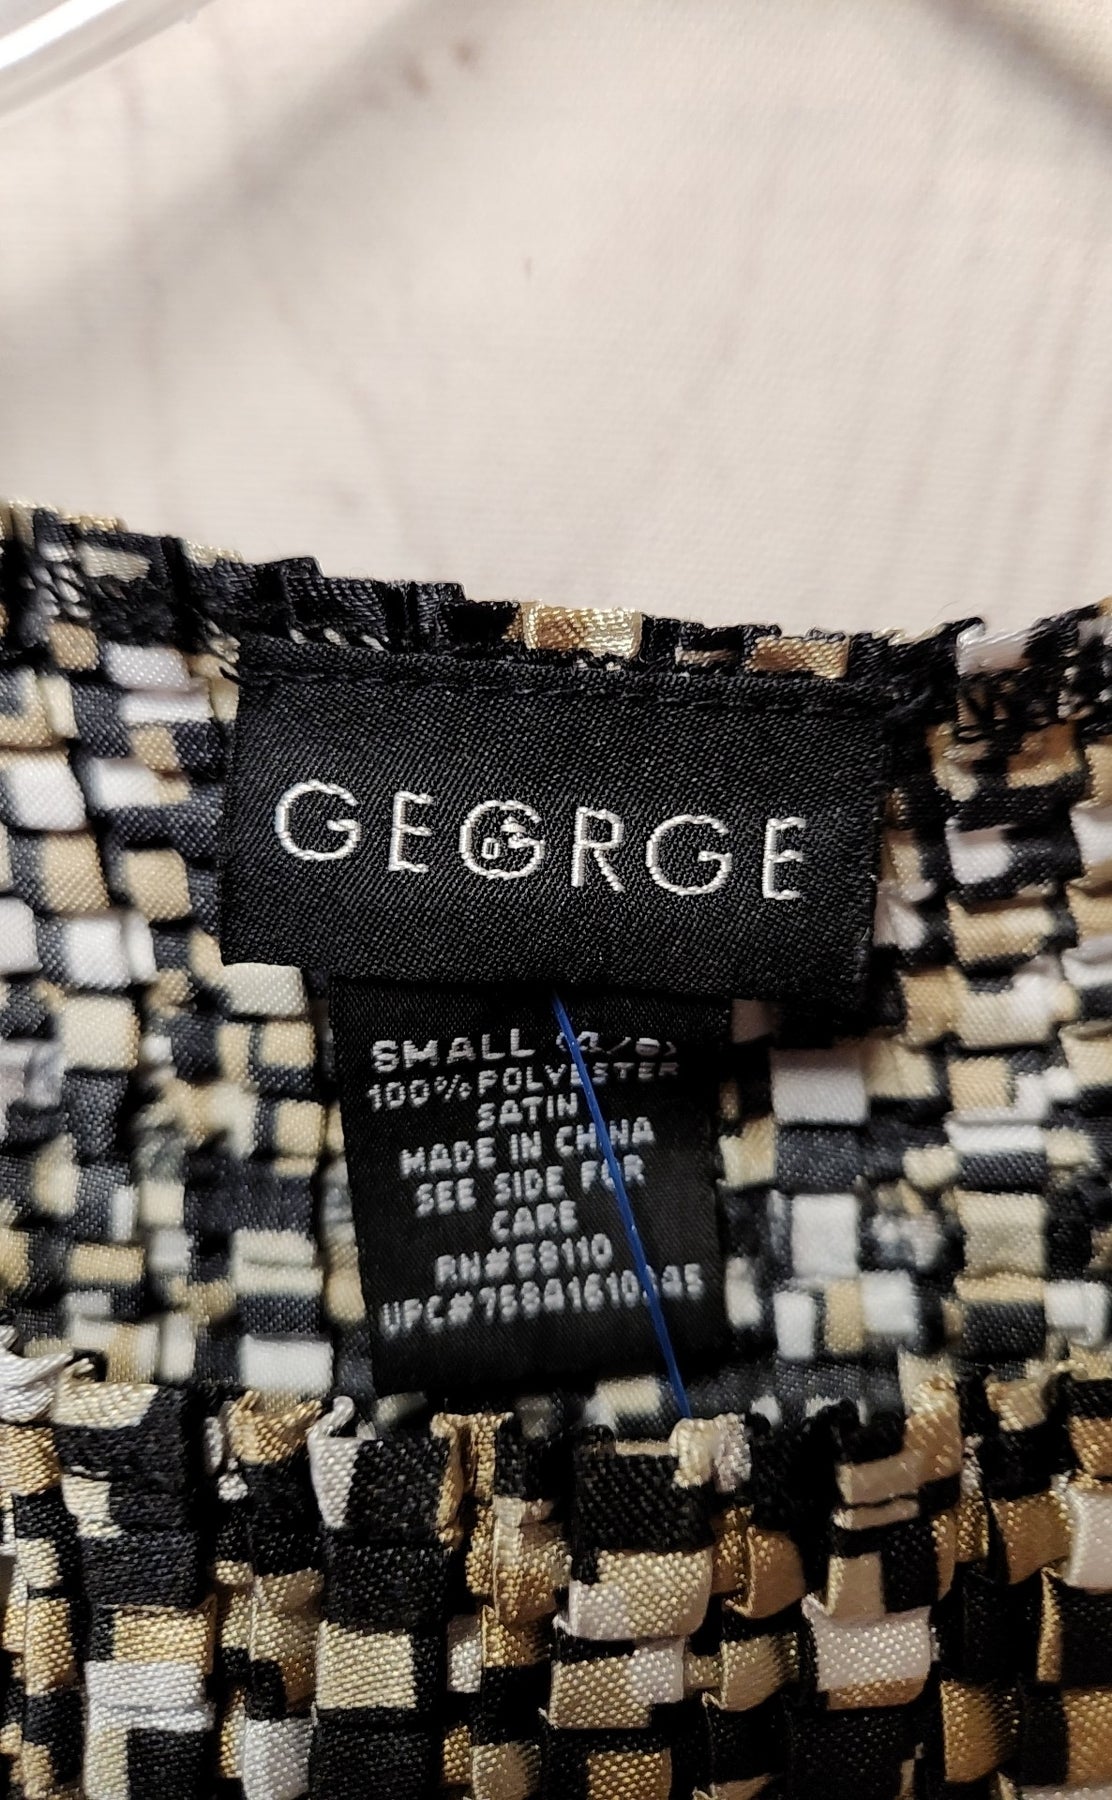 GEORGE
SMALL (4/6)
100% POLYESTER
SATIN
MADE IN CHINA
SEE SIDE FOR
CARE
RN#58110